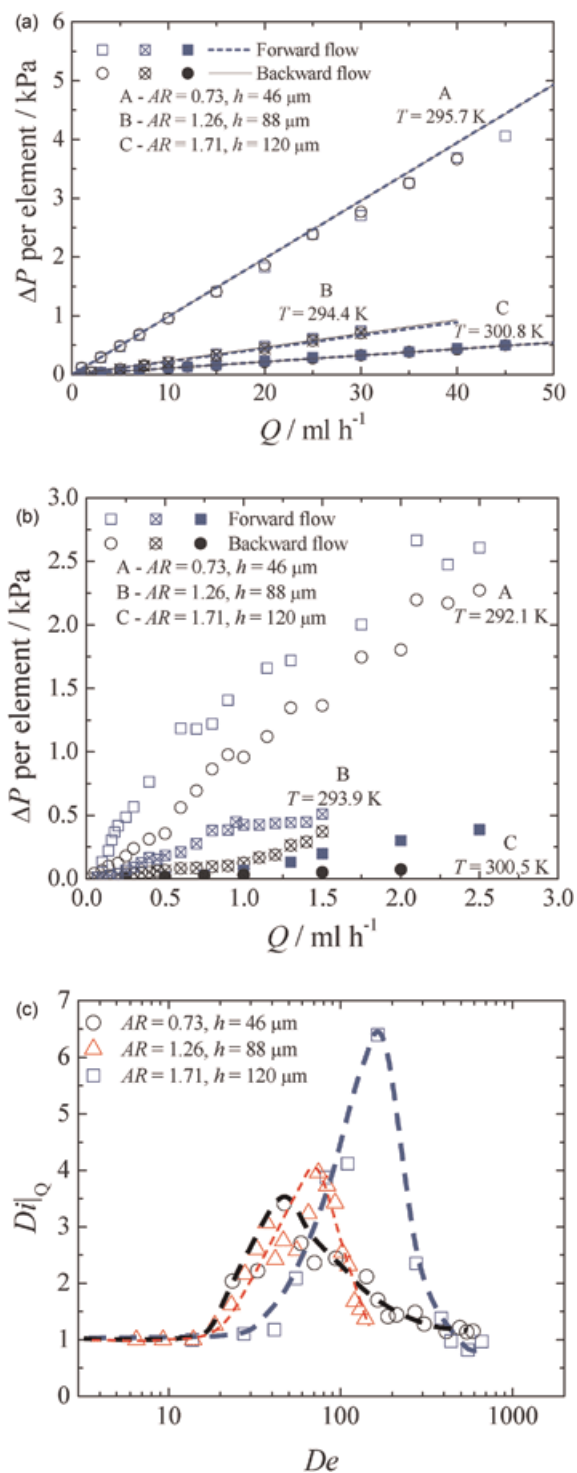 (a)
6
5
4
3
2
1
0
ΔP per element / kPa
Forward flow
Backward flow
A - AR = 0.73, h = 46 μm
B - AR = 1.26, h = 88 μm
C - AR = 1.71, h = 120 μm
A
T = 295.7 K
B
T = 294.4 K
C
T = 300.8 K
0 10 20 30 40 50
Q / ml h⁻¹
(b)
3.0
2.5
2.0
1.5
1.0
0.5
0.0
ΔP per element / kPa
Forward flow
Backward flow
A - AR = 0.73, h = 46 μm
B - AR = 1.26, h = 88 μm
C - AR = 1.71, h = 120 μm
A
T = 292.1 K
B
T = 293.9 K
C
T = 300.5 K
0.0 0.5 1.0 1.5 2.0 2.5 3.0
Q / ml h⁻¹
(c)
7
6
5
4
3
2
1
0
Di|Q
AR = 0.73, h = 46 μm
AR = 1.26, h = 88 μm
AR = 1.71, h = 120 μm
10 100 1000
De